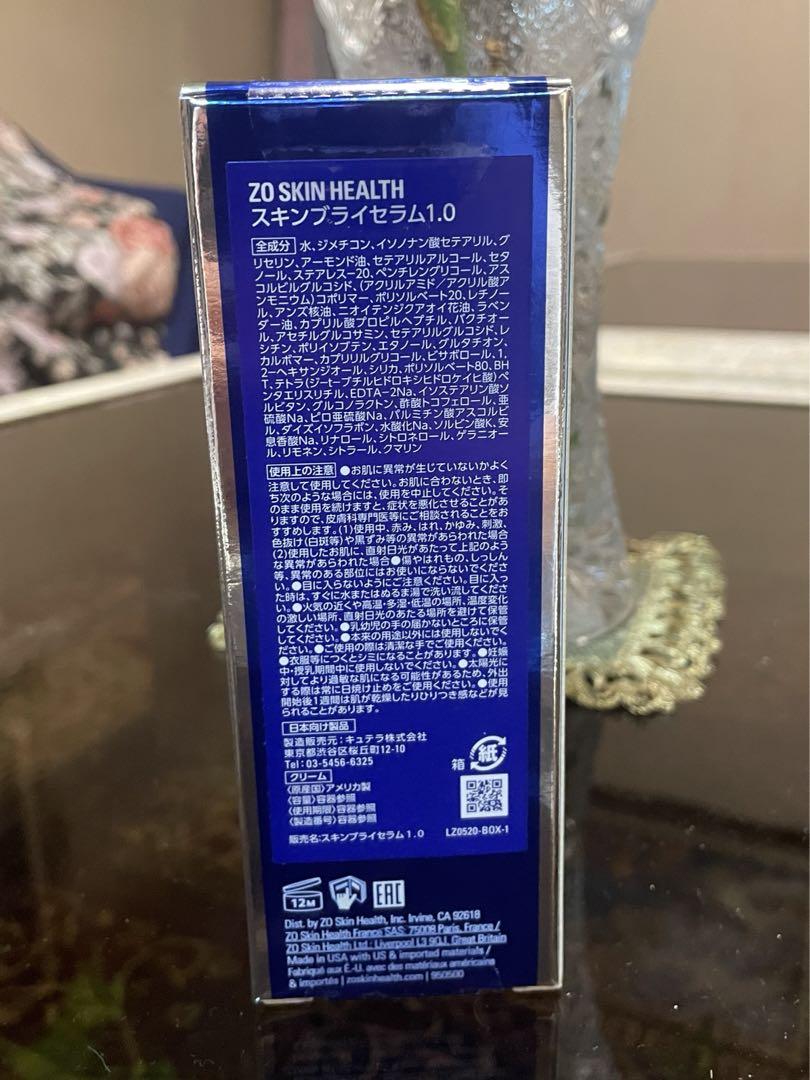 ZO SKIN HEALTH
スキンブライセラム1.0
全成分 水、ジメチコン、イソノナン酸セテアリル、グ
リセリン、アーモンド油、セテアリルアルコール、セタ
ノール、ステアレス-20、ペンチレングリコール、アス
コルビルグルコシド、(アクリルアミド/アクリル酸ア
ンモニウム)コポリマー、ポリソルベート20、レチノー
ル、アンズ核油、ニオイテンジクアオイ花油、ラベン
ダー油、カプリル酸プロピルヘプチル、バクチオー
ル、アセチルグルコサミン、セテアリルグルコシド、レ
シチン、ポリイソブテン、エタノール、グルタチオン、
カルボマー、カプリリルグリコール、ビサボロール、1,
2-ヘキサンジオール、シリカ、ポリソルベート80、BH
T、テトラ(ジ-t-ブチルヒドロキシヒドロケイヒ酸)ペ
ンタエリスリチル、EDTA-2Na、イソステアリン酸ソ
ルビタン、グルコノラクトン、酢酸トコフェロール、亜
硫酸Na、ピロ亜硫酸Na、パルミチン酸アスコルビ
ル、ダイズイソフラボン、水酸化Na、ソルビン酸K、安
息香酸Na、リナロール、シトロネロール、ゲラニオー
ル、リモネン、シトラール、クマリン
使用上の注意 ●お肌に異常が生じていないかよく
注意して使用してください。お肌に合わないとき、即
ち次のような場合には、使用を中止してください。そ
のまま使用を続けますと、症状を悪化させることがあ
りますので、皮膚科専門医等にご相談されることをお
すすめします。(1)使用中、赤み、はれ、かゆみ、刺激、
色抜け(白斑等)や黒ずみ等の異常があらわれた場合
(2)使用したお肌に、直射日光があたって上記のよう
な異常があらわれた場合●傷やはれもの、しっしん
等、異常のある部位にはお使いにならないでくださ
い。●目に入らないようにご注意ください。目に入っ
た時は、すぐに水またはぬるま湯で洗い流してくださ
い。●火気の近くや高温・多湿・低温の場所、温度変化
の激しい場所、直射日光のあたる場所を避けて保管
してください。●乳幼児の手の届かないところに保管
してください。●本来の用途以外には使用しないでく
ださい。●ご使用の際は清潔な手でご使用ください。
●衣服等につくとシミになることがあります。●妊娠
中・授乳期間中に使用しないでください。●太陽光に
対してより過敏な肌になる可能性があるため、外出
する際は常に日焼け止めをご使用ください。●使用
開始後1週間は肌が乾燥したりひりつき感などが見
られることがあります。
日本向け製品
製造販売元:キュテラ株式会社
東京都渋谷区桜丘町12-10
Tel:03-5456-6325
箱 紙
クリーム
〈原産国〉アメリカ製
〈容量〉容器参照
〈使用期限〉容器参照
〈製造番号〉容器参照
販売名:スキンブライセラム1.0
LZ0520-BOX-1
12M
EAC
Dist. by ZO Skin Health, Inc. Irvine, CA 92618
ZO Skin Health France SAS: 75008 Paris, France /
ZO Skin Health Ltd.: Liverpool L3 9QJ, Great Britain
Made in USA with US & imported materials /
Fabriqué aux É.-U. avec des matériaux américains
& importés | zoskinhealth.com | 950500